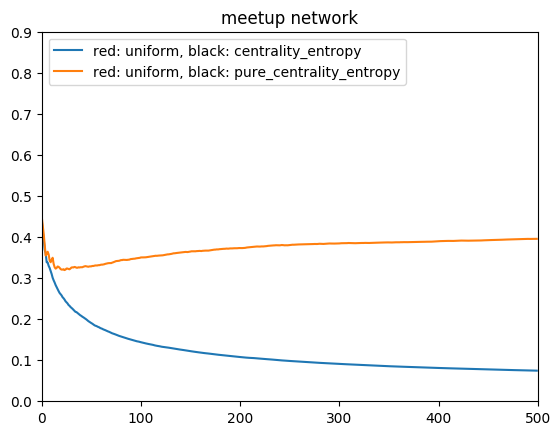 meetup network
red: uniform, black: centrality_entropy
red: uniform, black: pure_centrality_entropy
0.9
0.8
0.7
0.6
0.5
0.4
0.3
0.2
0.1
0.0
0 100 200 300 400 500